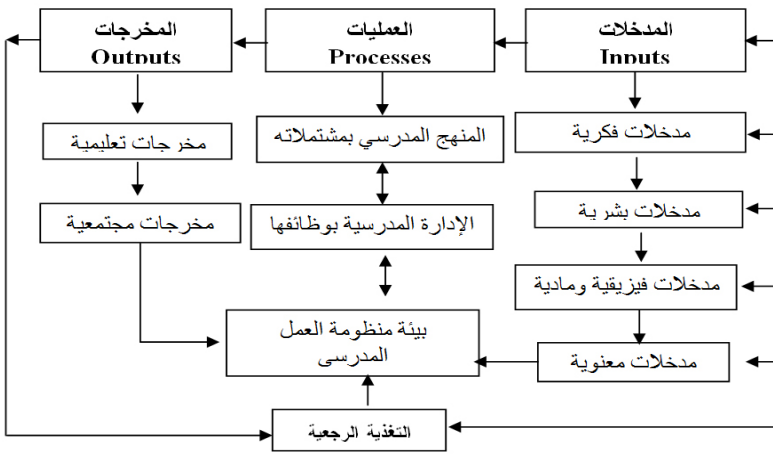 المدخلات
Inputs
العمليات
Processes
المخرجات
Outputs
مدخلات فكرية
المنهج المدرسي بمشتملاته
مخرجات تعليمية
مدخلات بشرية
الإدارة المدرسية بوظائفها
مخرجات مجتمعية
مدخلات فيزيقية ومادية
بيئة منظومة العمل
المدرسى
مدخلات معنوية
التغذية الرجعية